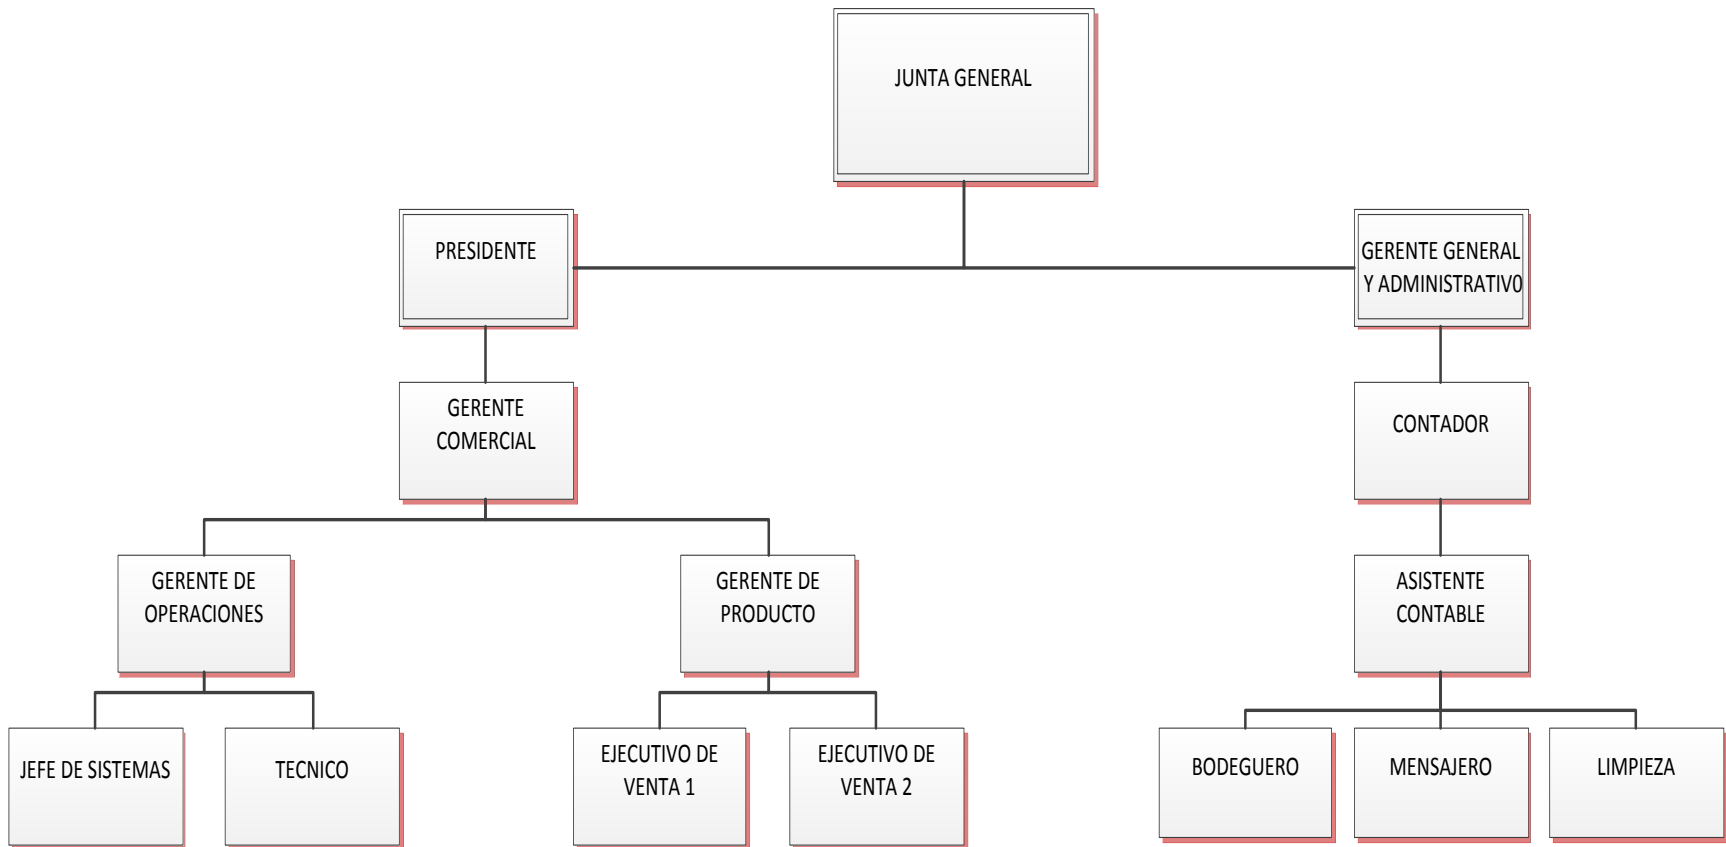 JUNTA GENERAL
PRESIDENTE
GERENTE GENERAL
Y ADMINISTRATIV0
GERENTE
COMERCIAL
CONTADOR
GERENTE DE
OPERACIONES
GERENTE DE
PRODUCTO
ASISTENTE
CONTABLE
JEFE DE SISTEMAS
TECNICO
EJECUTIVO DE
VENTA 1
EJECUTIVO DE
VENTA 2
BODEGUERO
MENSAJERO
LIMPIEZA